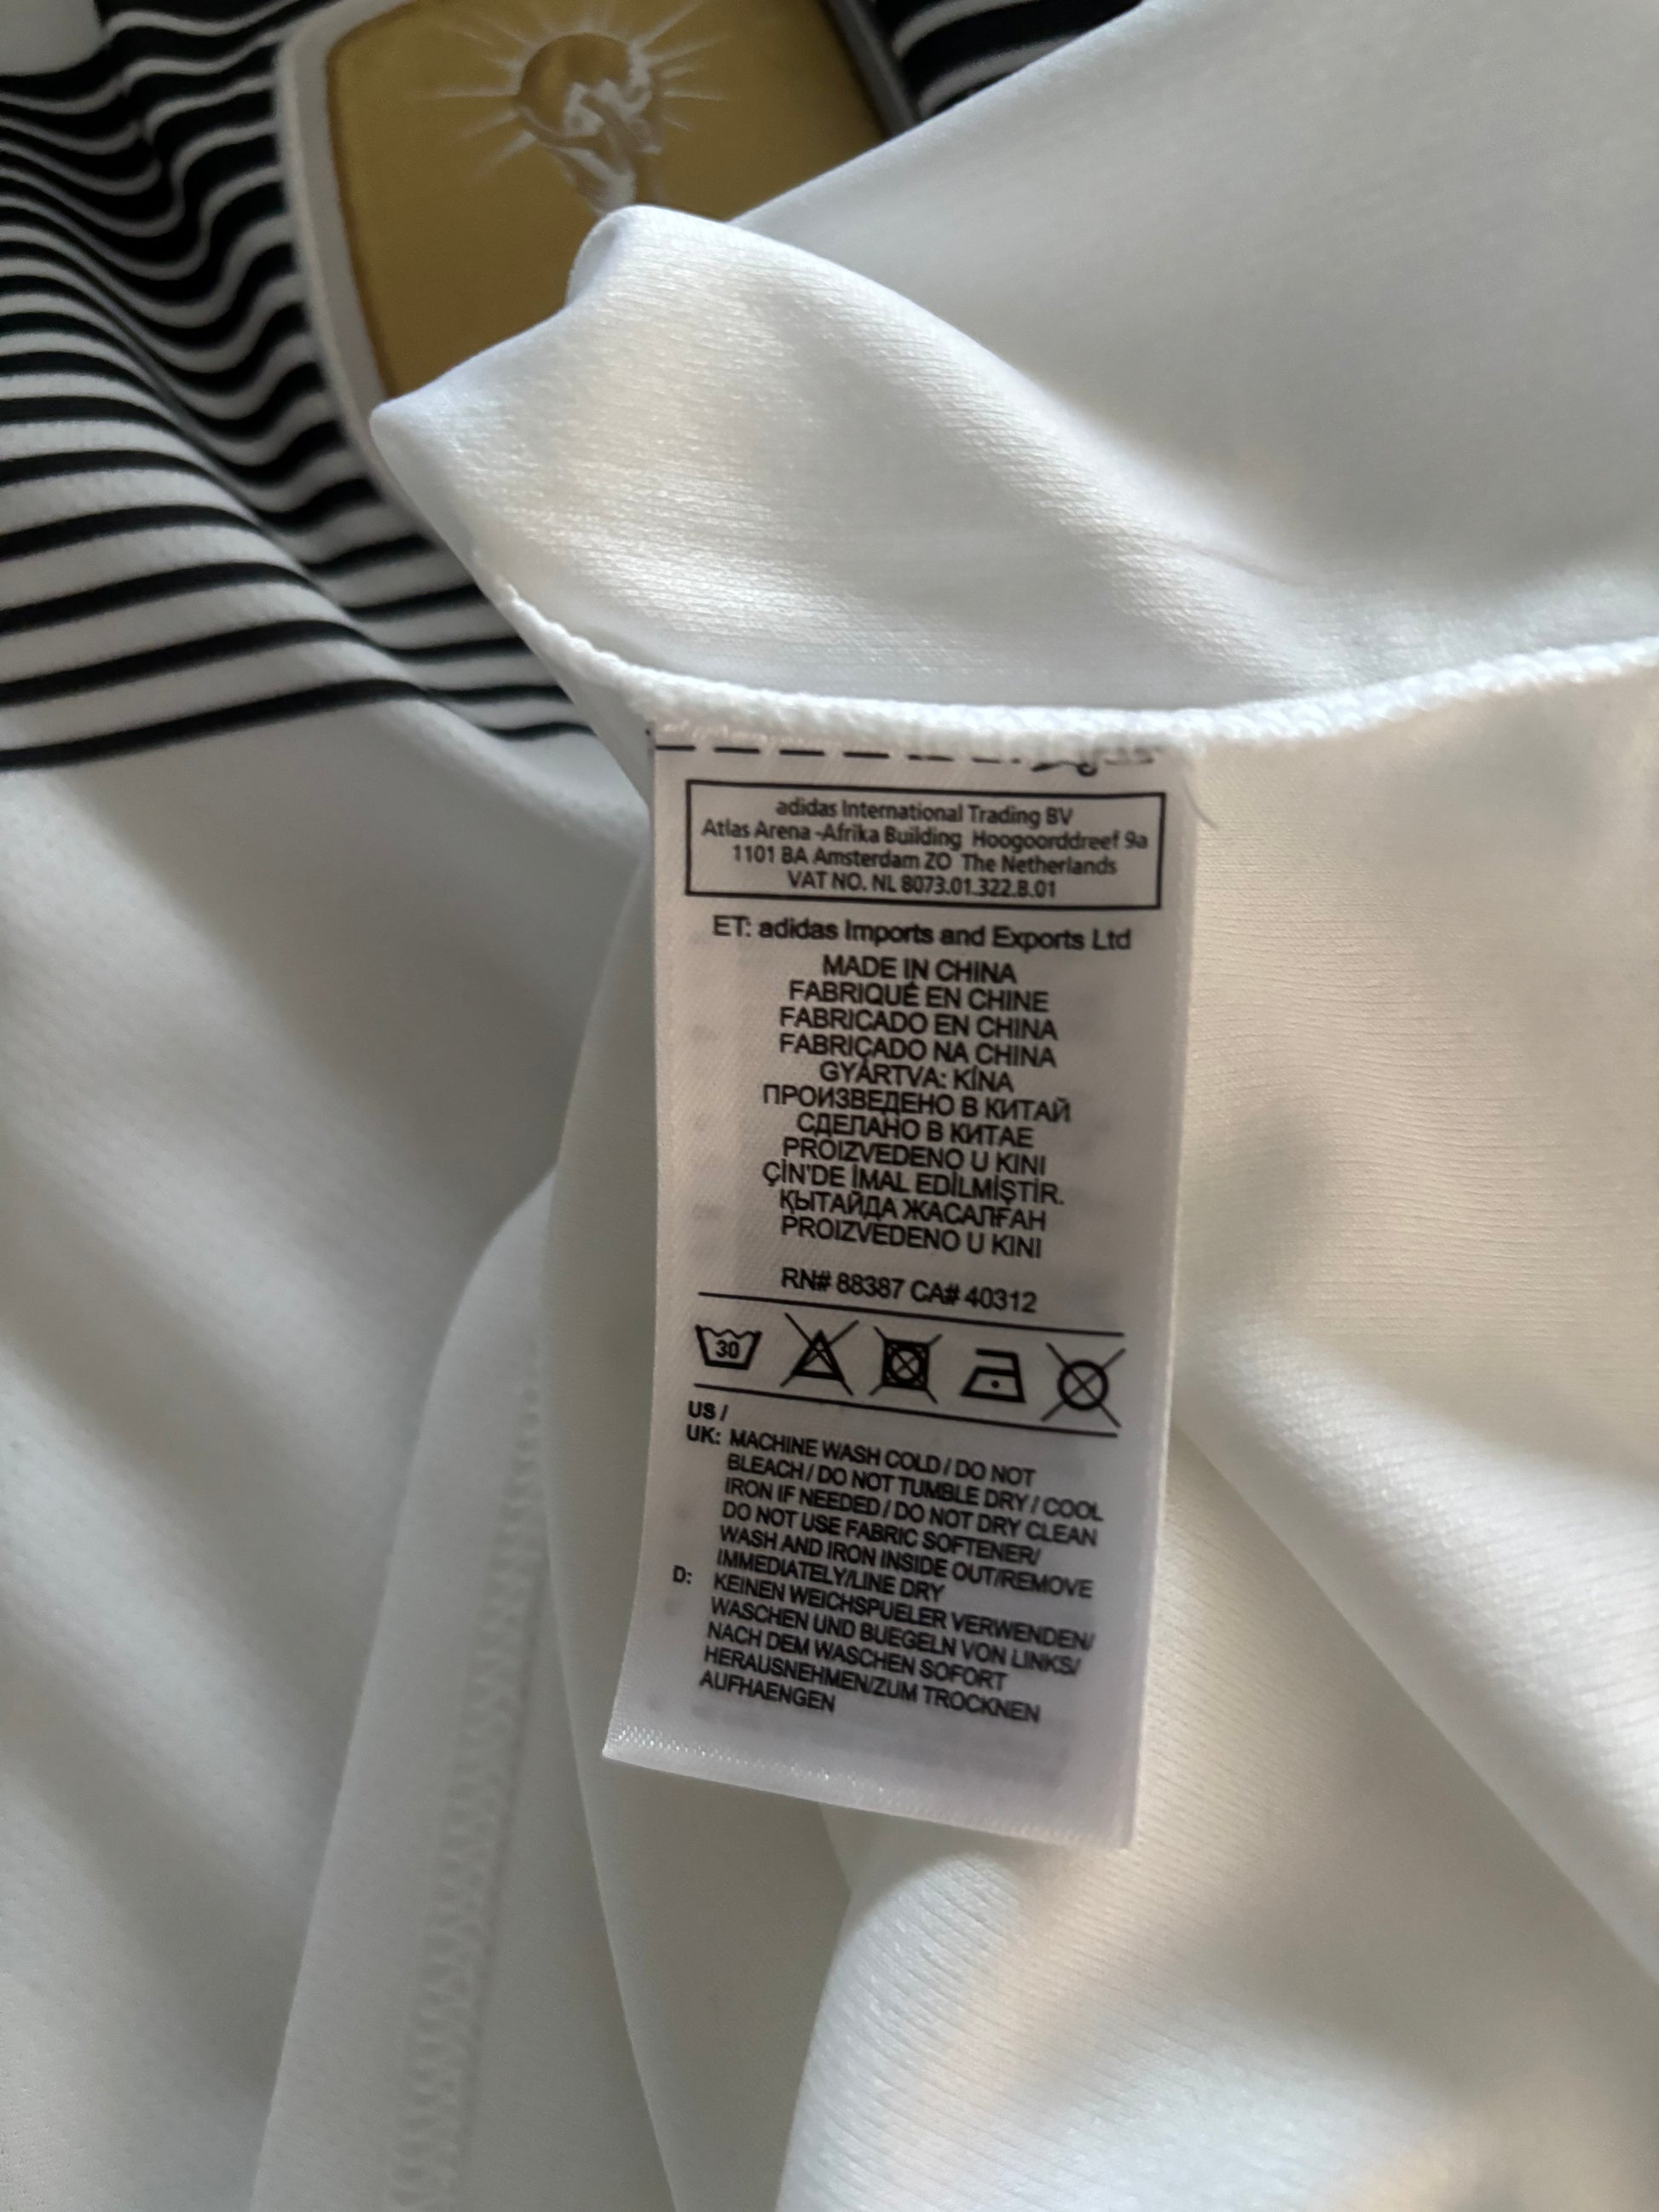 adidas International Trading BV
Atlas Arena -Afrika Building Hoogoorddreef 9a
1101 BA Amsterdam ZO The Netherlands
VAT NO. NL 8073.01.322.B.01
ET: adidas Imports and Exports Ltd
MADE IN CHINA
FABRIQUÉ EN CHINE
FABRICADO EN CHINA
FABRICADO NA CHINA
GYÁRTVA: KÍNA
ПРОИЗВЕДЕНО В КИТАЙ
СДЕЛАНО В КИТАЕ
PROIZVEDENO U KINI
ÇİN'DE İMAL EDİLMİŞTİR.
ҚЫТАЙДА ЖАСАЛҒАН
PROIZVEDENO U KINI
RN# 88387 CA# 40312
30
US /
UK: MACHINE WASH COLD / DO NOT
BLEACH / DO NOT TUMBLE DRY / COOL
IRON IF NEEDED / DO NOT DRY CLEAN
DO NOT USE FABRIC SOFTENER/
WASH AND IRON INSIDE OUT/REMOVE
IMMEDIATELY/LINE DRY
D: KEINEN WEICHSPUELER VERWENDEN/
WASCHEN UND BUEGELN VON LINKS/
NACH DEM WASCHEN SOFORT
HERAUSNEHMEN/ZUM TROCKNEN
AUFHAENGEN